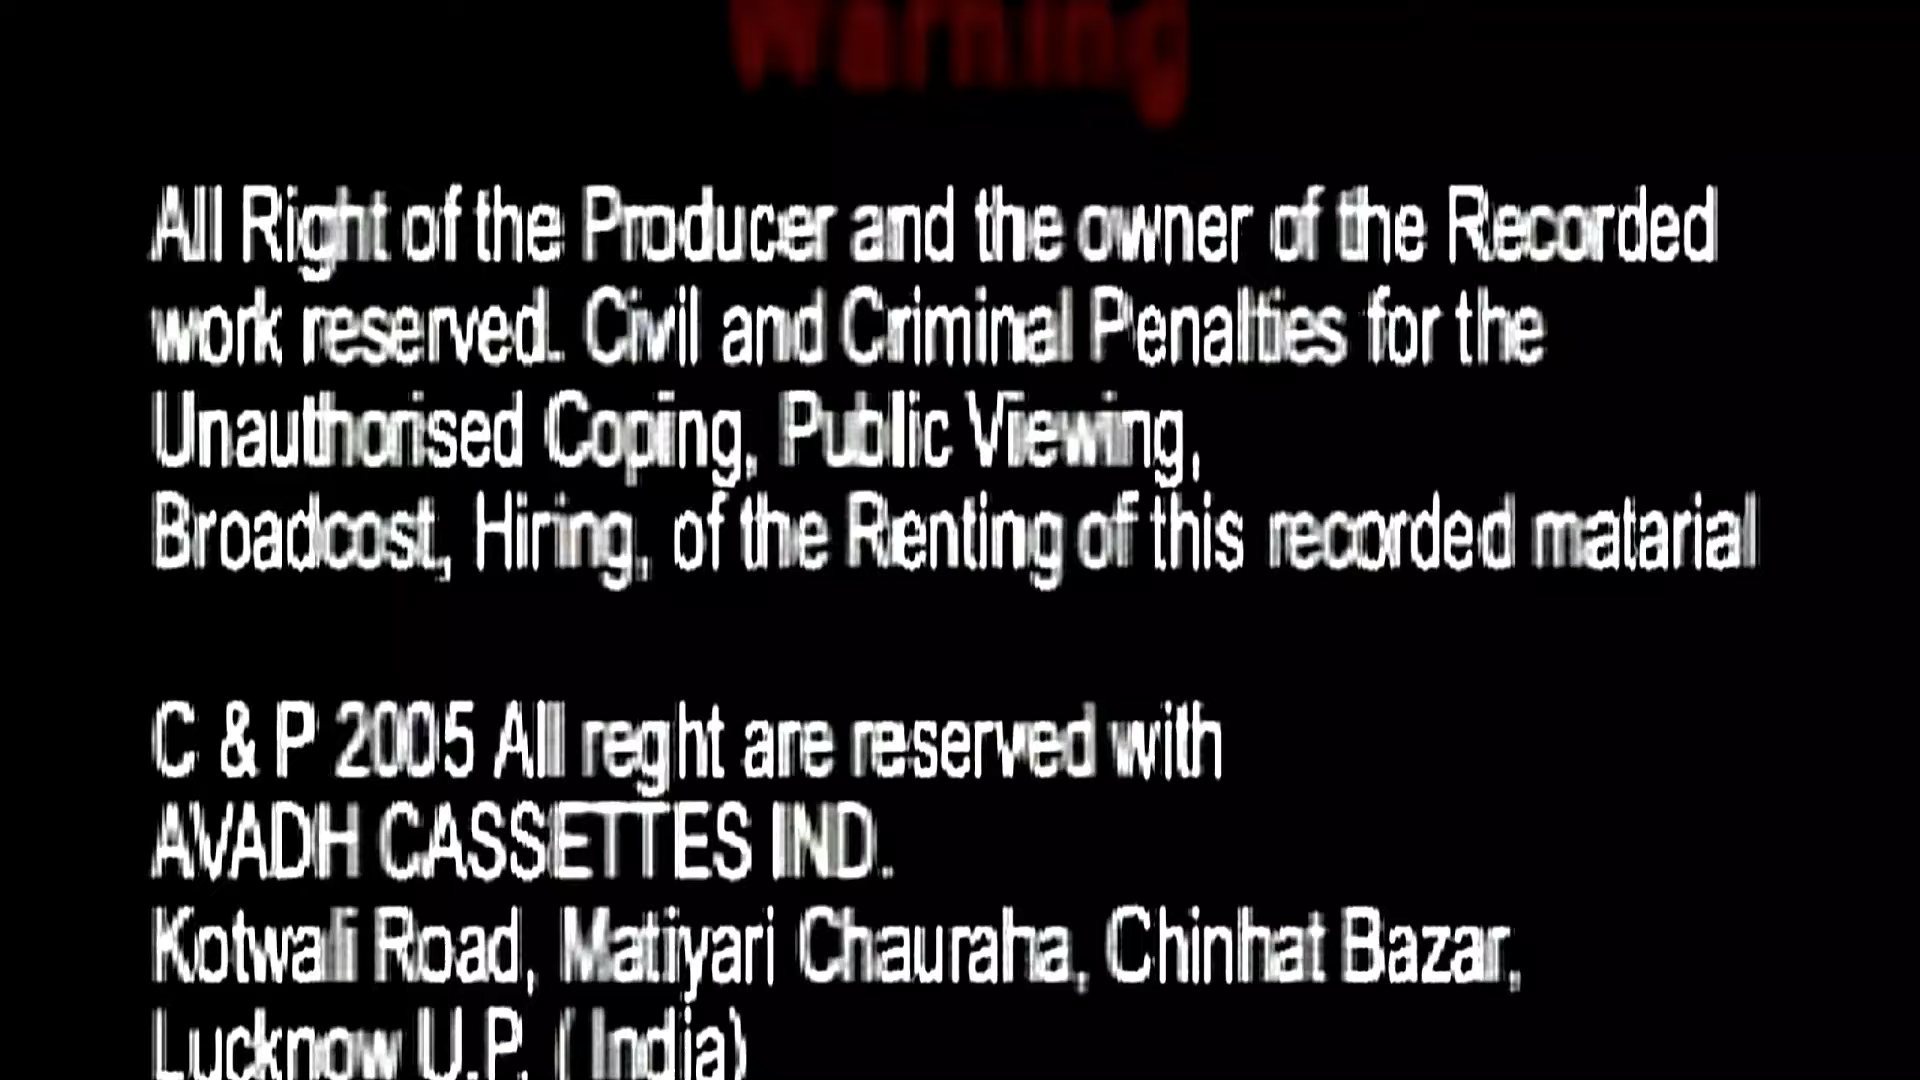 Warning
All Right of the Producer and the owner of the Recorded
work reserved. Civil and Criminal Penalties for the
Unauthorised Coping, Public Viewing,
Broadcost, Hiring, of the Renting of this recorded matarial
C & P 2005 All reght are reserved with
AVADH CASSETTES IND.
Kotwali Road, Matiyari Chauraha, Chinhat Bazar,
Lucknow U.P. ( India)